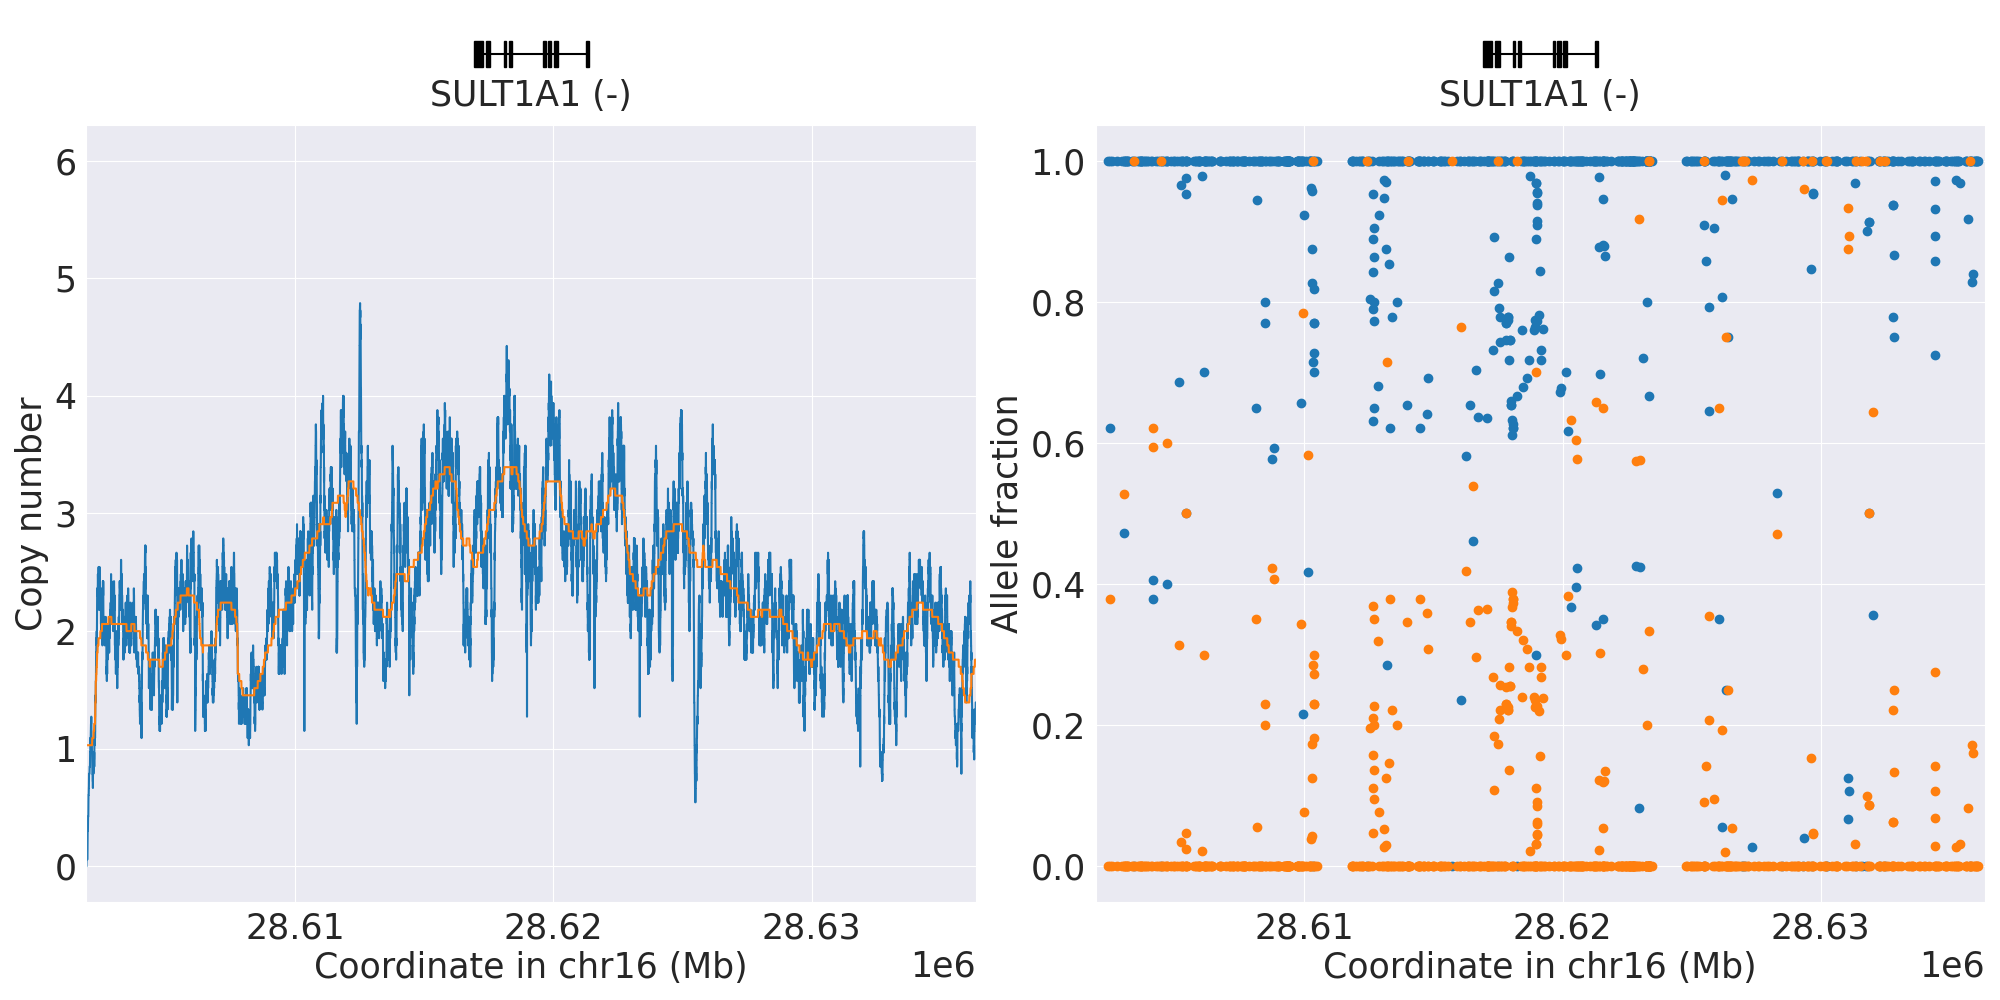 SULT1A1 (-)
6
5
4
3
2
1
0
Copy number
28.61
28.62
28.63
Coordinate in chr16 (Mb)
1e6
SULT1A1 (-)
1.0
0.8
0.6
0.4
0.2
0.0
Allele fraction
28.61
28.62
28.63
Coordinate in chr16 (Mb)
1e6